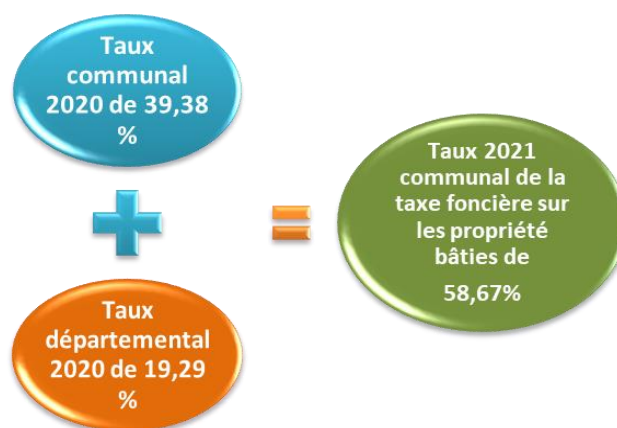 Taux
communal
2020 de 39,38
%
Taux
départemental
2020 de 19,29
%
Taux 2021
communal de la
taxe foncière sur
les propriété
bâties de
58,67%